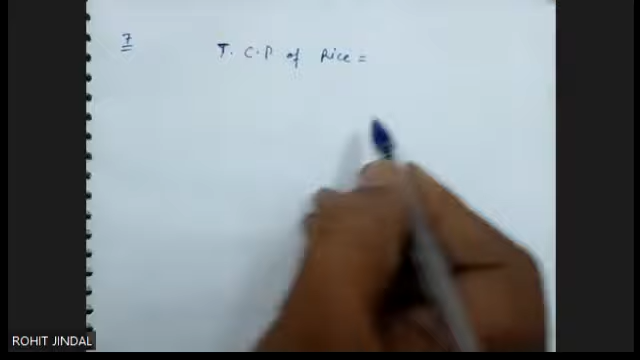 7
T. C.P. of Rice =
ROHIT JINDAL